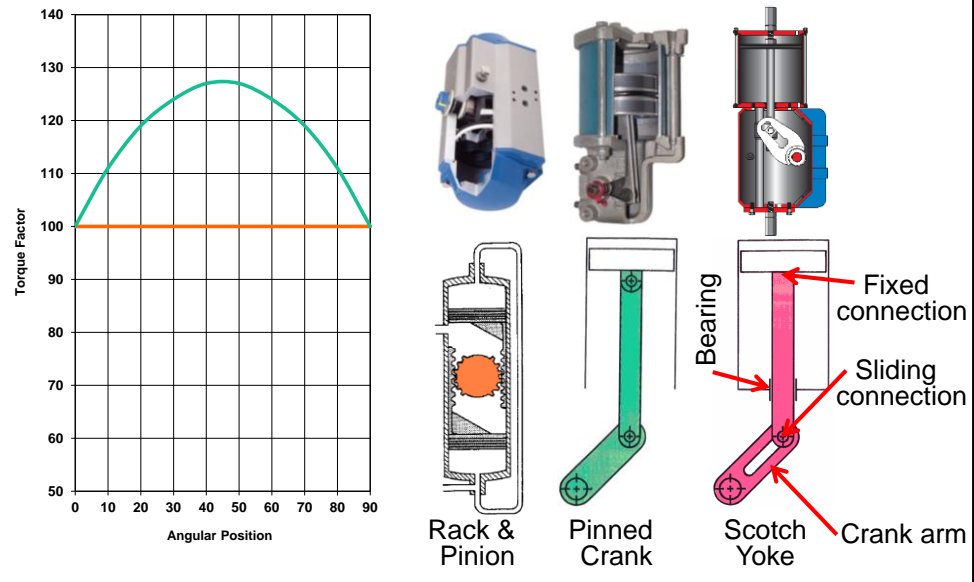 140
130
120
110
100
90
80
70
60
50
Torque Factor
0 10 20 30 40 50 60 70 80 90
Angular Position
Rack &
Pinion
Pinned
Crank
Scotch
Yoke
Bearing
Fixed
connection
Sliding
connection
Crank arm